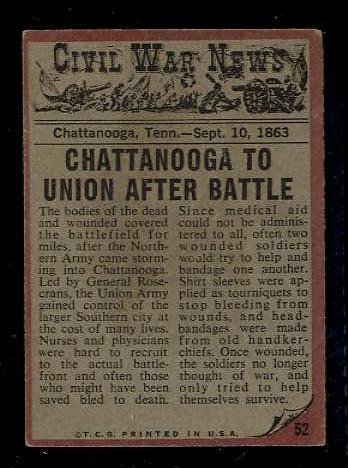 CIVIL WAR NEWS
Chattanooga, Tenn.—Sept. 10, 1863
CHATTANOOGA TO
UNION AFTER BATTLE
The bodies of the dead
and wounded covered
the battlefield for
miles, after the North-
ern Army came storm-
ing into Chattanooga.
Led by General Rose-
crans, the Union Army
gained control of the
larger Southern city at
the cost of many lives.
Nurses and physicians
were hard to recruit
to the actual battle-
front and often those
who might have been
saved bled to death.
Since medical aid
could not be adminis-
tered to all, often two
wounded soldiers
would try to help and
bandage one another.
Shirt sleeves were
applied as tourniquets to
stop bleeding from
wounds, and head-
bandages were made
from old handker-
chiefs. Once wounded,
the soldiers no longer
thought of war, and
only tried to help
themselves survive.
52
©T.C.G. PRINTED IN U.S.A.